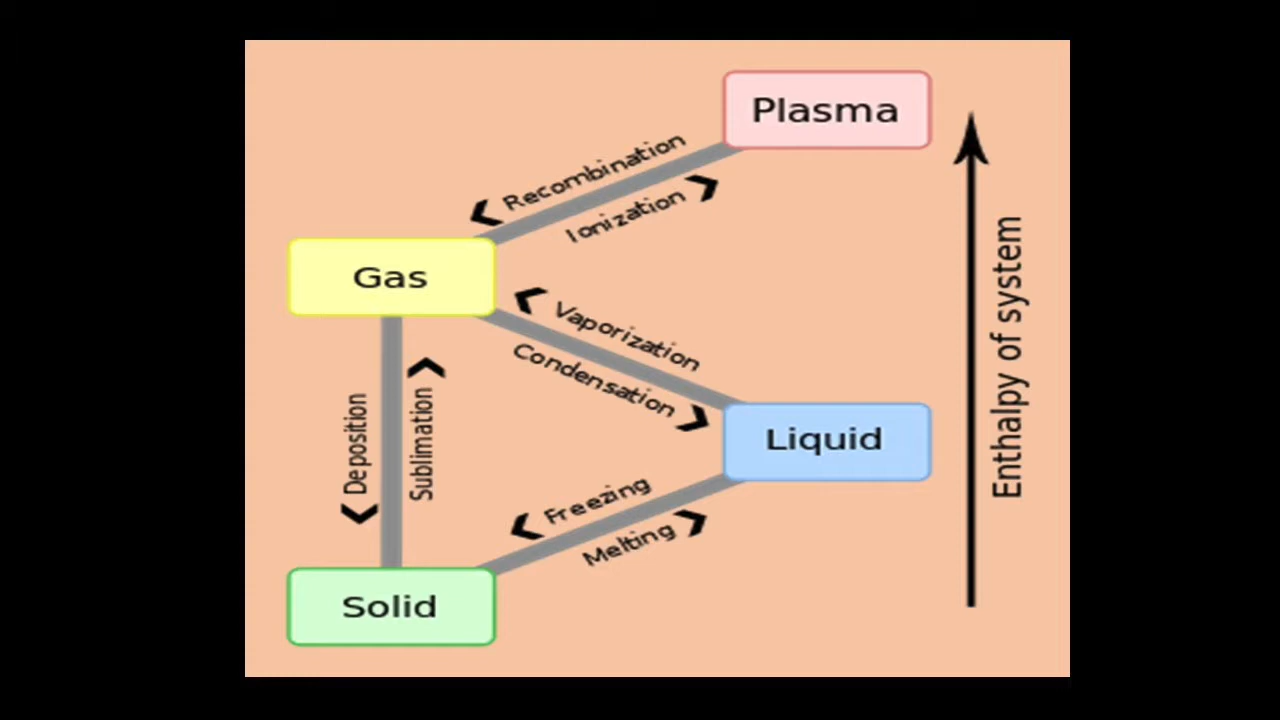 Plasma
Recombination
Ionization
Gas
Vaporization
Condensation
Enthalpy of system
Deposition
Sublimation
Liquid
Freezing
Melting
Solid